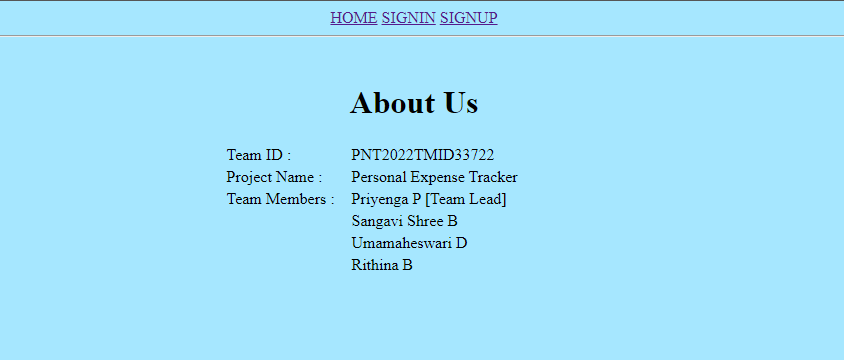 HOME SIGNIN SIGNUP
About Us
Team ID : PNT2022TMID33722
Project Name : Personal Expense Tracker
Team Members : Priyenga P [Team Lead]
Sangavi Shree B
Umamaheswari D
Rithina B